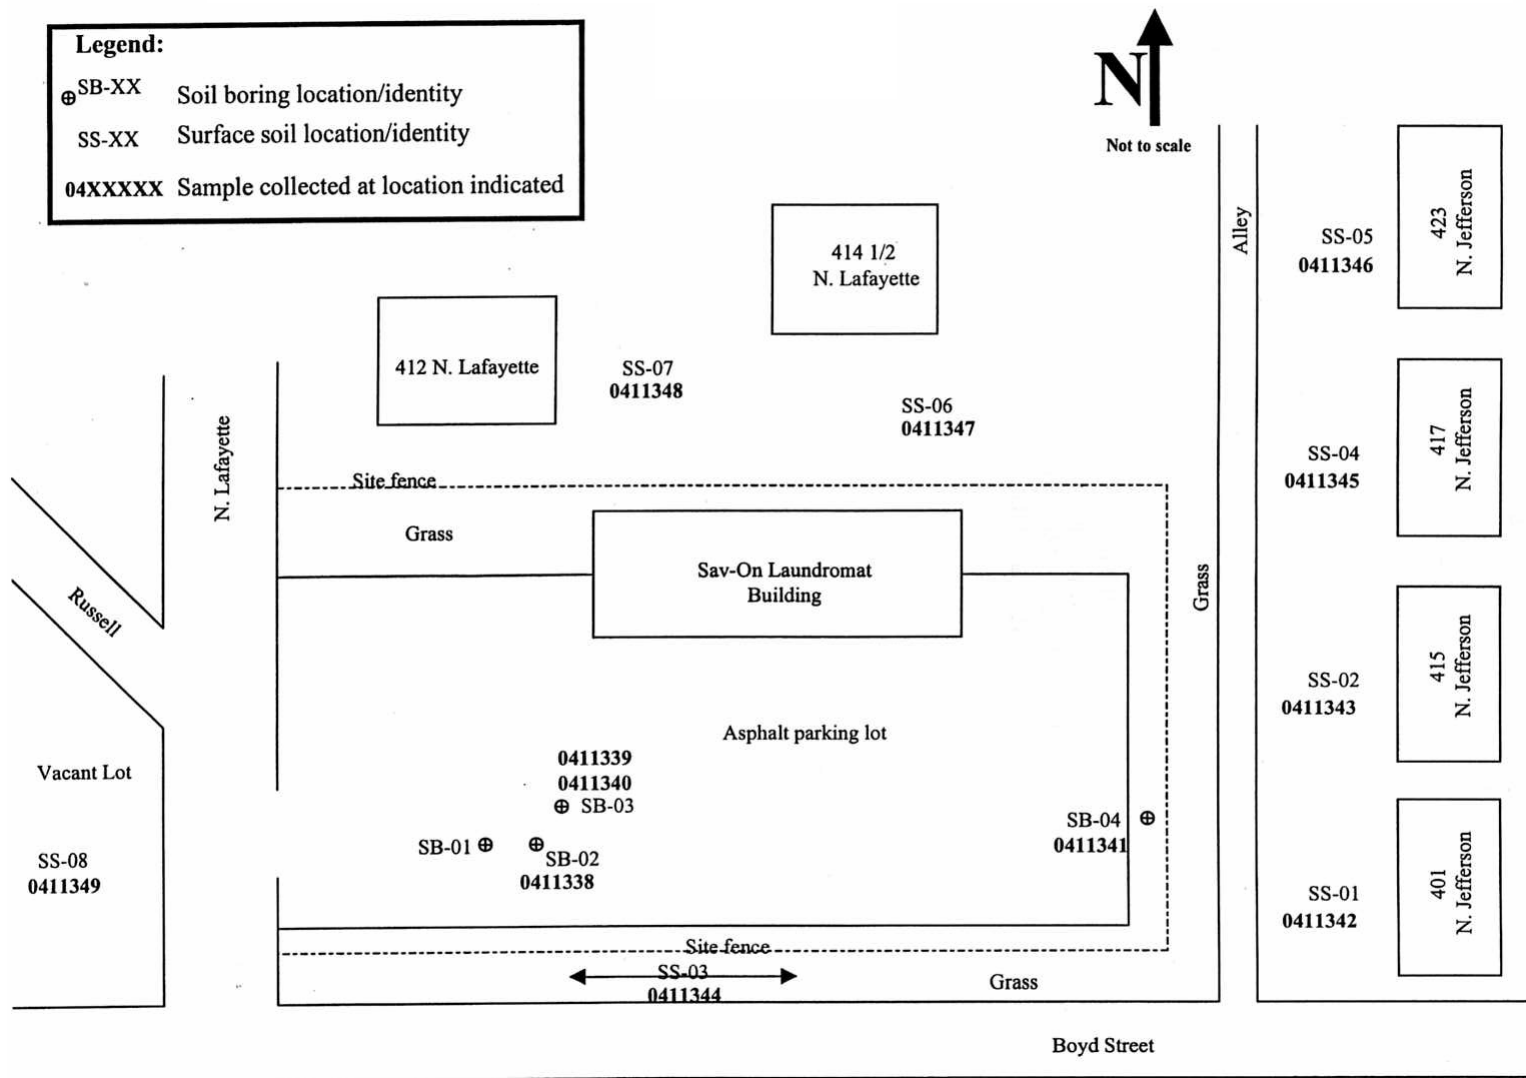 Legend:
SB-XX Soil boring location/identity
SS-XX Surface soil location/identity
04XXXXX Sample collected at location indicated
N
Not to scale
Alley
SS-05
0411346
423
N. Jefferson
414 1/2
N. Lafayette
412 N. Lafayette
SS-07
0411348
SS-06
0411347
SS-04
0411345
417
N. Jefferson
N. Lafayette
Site fence
Grass
Sav-On Laundromat
Building
Grass
Russell
SS-02
0411343
415
N. Jefferson
Asphalt parking lot
Vacant Lot
0411339
0411340
SB-03
SB-01
SB-02
0411338
SB-04
0411341
SS-08
0411349
SS-01
0411342
401
N. Jefferson
Site fence
SS-03
0411344
Grass
Boyd Street